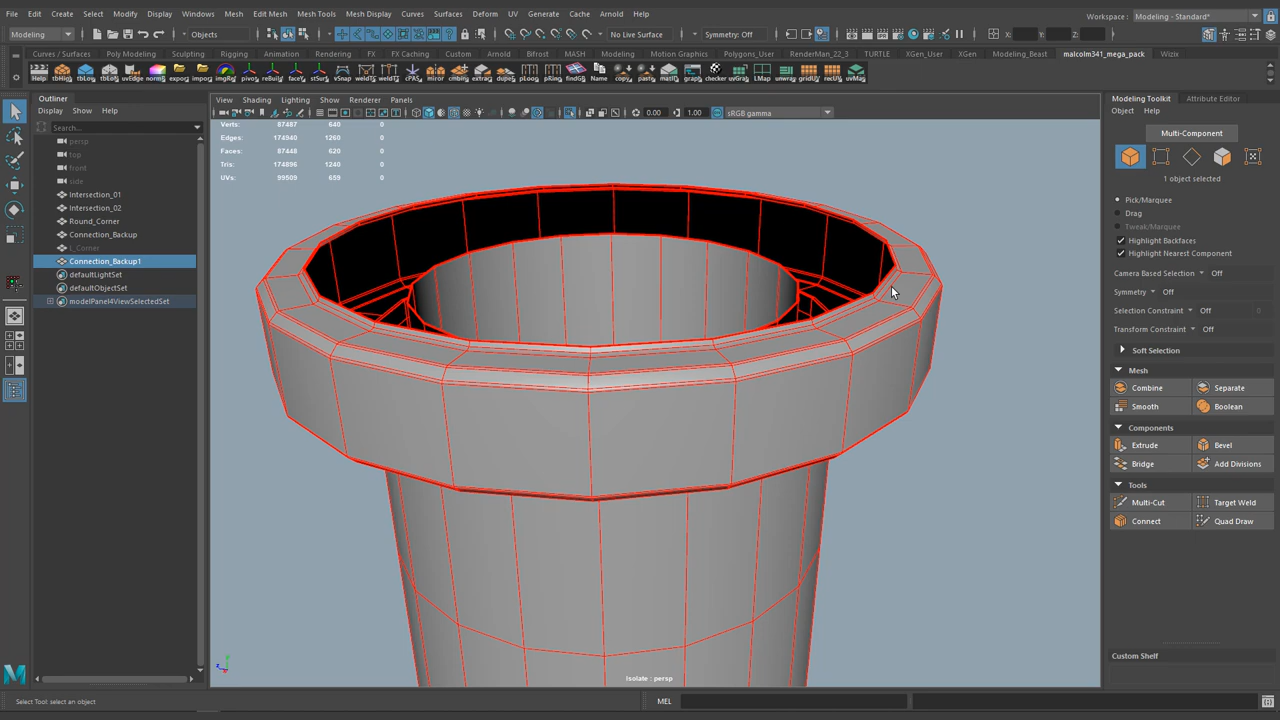 File Edit Create Select Modify Display Windows Mesh Edit Mesh Mesh Tools Mesh Display Curves Surfaces Deform UV Generate Cache Arnold Help
Workspace : Modeling - Standard*
Modeling Objects No Live Surface Symmetry: Off X: Y: Z:
Curves / Surfaces Poly Modeling Sculpting Rigging Animation Rendering FX FX Caching Custom Arnold Bifrost MASH Modeling Motion Graphics Polygons_User RenderMan_22_3 TURTLE XGen_User XGen Modeling_Beast malcolm341_mega_pack Wizix
Outliner
Display Show Help
Search...
persp
top
front
side
Intersection_01
Intersection_02
Round_Corner
Connection_Backup
L_Corner
Connection_Backup1
defaultLightSet
defaultObjectSet
modelPanel4ViewSelectedSet
View Shading Lighting Show Renderer Panels
0.00 1.00 sRGB gamma
Verts: 87487 640 0
Edges: 174940 1260 0
Faces: 87448 620 0
Tris: 174896 1240 0
UVs: 99509 659 0
Isolate : persp
Modeling Toolkit Attribute Editor
Object Help
Multi-Component
1 object selected
Pick/Marquee
Drag
Tweak/Marquee
Highlight Backfaces
Highlight Nearest Component
Camera Based Selection Off
Symmetry Off
Selection Constraint Off 0
Transform Constraint Off
Soft Selection
Mesh
Combine Separate
Smooth Boolean
Components
Extrude Bevel
Bridge Add Divisions
Tools
Multi-Cut Target Weld
Connect Quad Draw
Custom Shelf
Select Tool: select an object
MEL